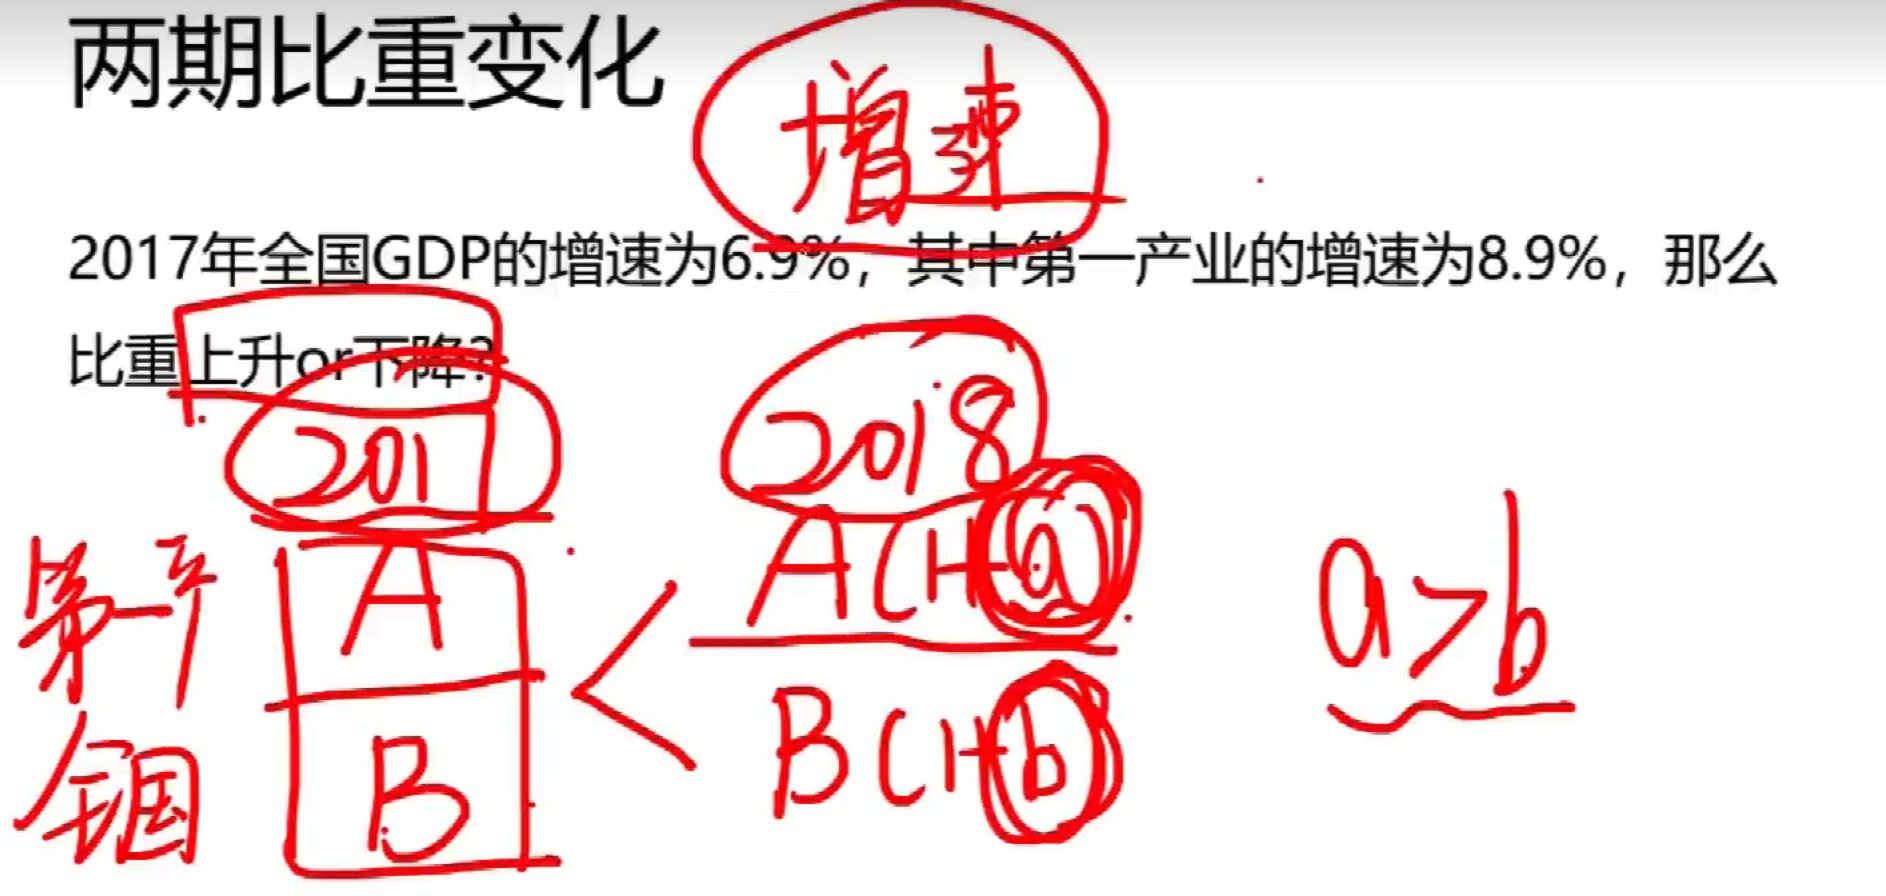 两期比重变化
增速
2017年全国GDP的增速为6.9%，其中第一产业的增速为8.9%，那么
比重上升or下降？
2017 2018
第一产 A < A(1+a) a>b
全国 B B(1+b)